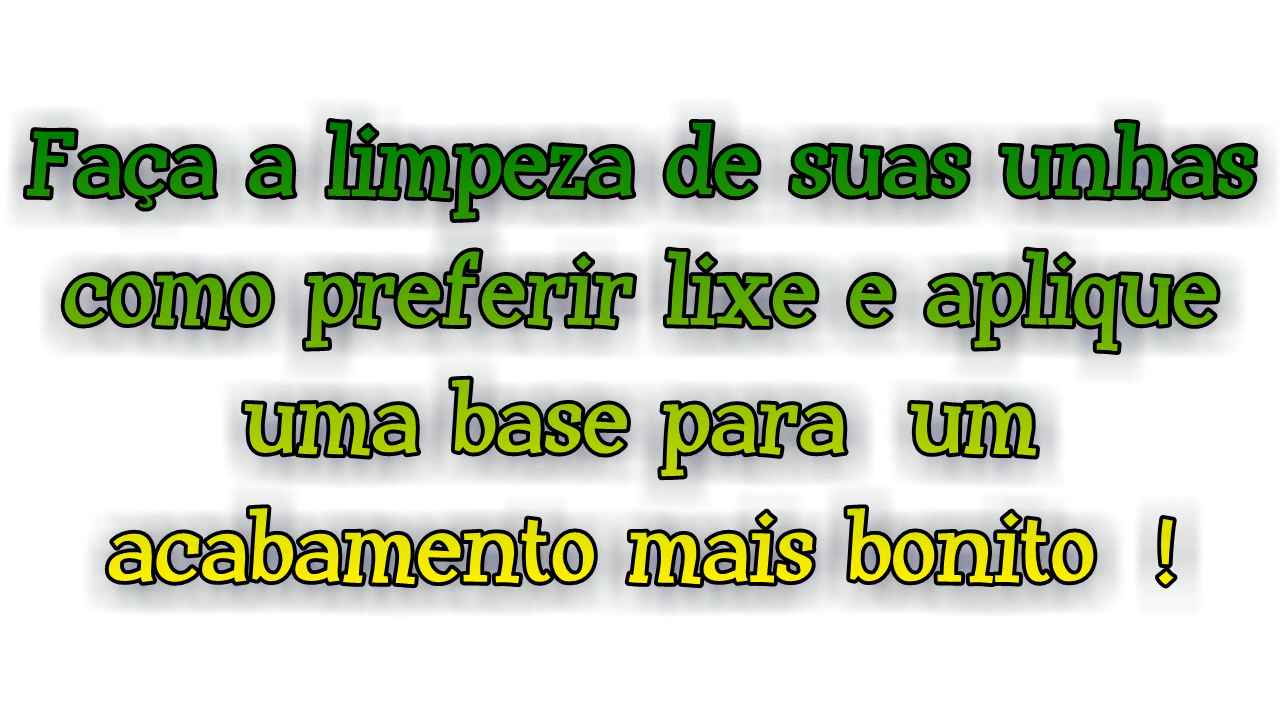 Faça a limpeza de suas unhas
como preferir lixe e aplique
uma base para  um
acabamento mais bonito  !